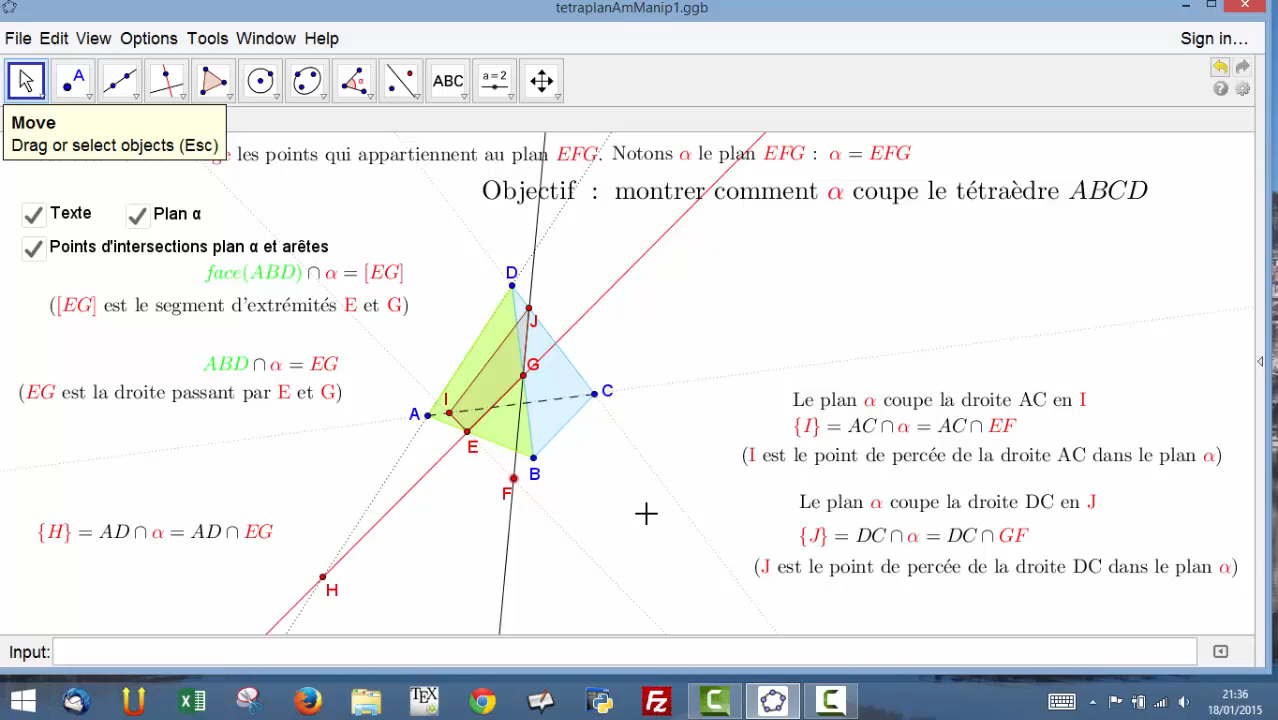 tetraplanAmManip1.ggb
File Edit View Options Tools Window Help
Sign in...
A
ABC
a=2
Move
Drag or select objects (Esc)
les points qui appartiennent au plan EFG. Notons α le plan EFG : α = EFG
Objectif : montrer comment α coupe le tétraèdre ABCD
Texte
Plan α
Points d'intersections plan α et arêtes
face(ABD) ∩ α = [EG]
([EG] est le segment d'extrémités E et G)
ABD ∩ α = EG
(EG est la droite passant par E et G)
{H} = AD ∩ α = AD ∩ EG
D
J
G
C
I
A
E
B
F
H
Le plan α coupe la droite AC en I
{I} = AC ∩ α = AC ∩ EF
(I est le point de percée de la droite AC dans le plan α)
Le plan α coupe la droite DC en J
{J} = DC ∩ α = DC ∩ GF
(J est le point de percée de la droite DC dans le plan α)
Input:
TEX
21:36
18/01/2015